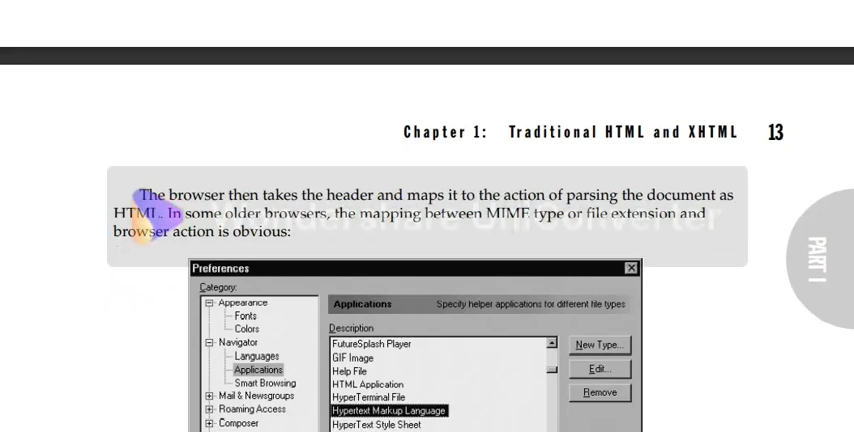 Chapter 1: Traditional HTML and XHTML 13
The browser then takes the header and maps it to the action of parsing the document as
HTML. In some older browsers, the mapping between MIME type or file extension and
browser action is obvious:
Wondershare UniConverter
PART I
Preferences
Category:
Appearance
Fonts
Colors
Navigator
Languages
Applications
Smart Browsing
Mail & Newsgroups
Roaming Access
Composer
Applications Specify helper applications for different file types
Description
FutureSplash Player
GIF Image
Help File
HTML Application
HyperTerminal File
Hypertext Markup Language
HyperText Style Sheet
New Type...
Edit...
Remove